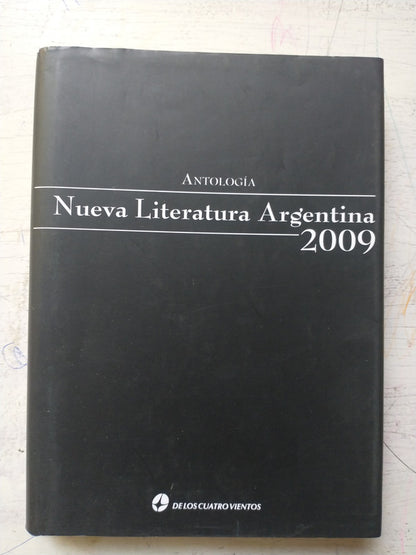 ANTOLOGÍA
Nueva Literatura Argentina
2009
DE LOS CUATRO VIENTOS